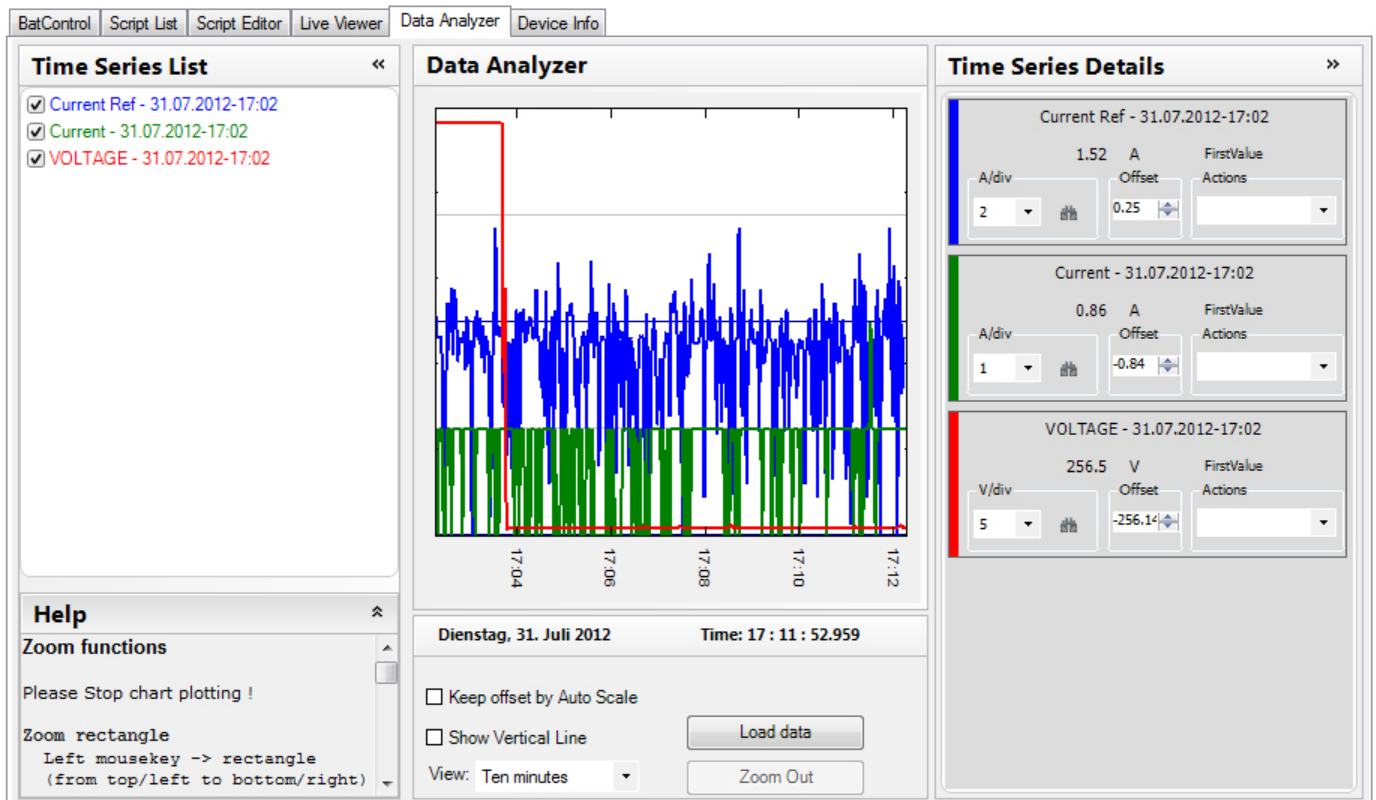 BatControl Script List Script Editor Live Viewer Data Analyzer Device Info
Time Series List «
Current Ref - 31.07.2012-17:02
Current - 31.07.2012-17:02
VOLTAGE - 31.07.2012-17:02
Help
Zoom functions
Please Stop chart plotting !
Zoom rectangle
Left mousekey -> rectangle
(from top/left to bottom/right)
Data Analyzer
17:04 17:06 17:08 17:10 17:12
Dienstag, 31. Juli 2012 Time: 17 : 11 : 52.959
Keep offset by Auto Scale
Show Vertical Line
Load data
View: Ten minutes
Zoom Out
Time Series Details »
Current Ref - 31.07.2012-17:02
1.52 A FirstValue
A/div Offset Actions
2 0.25
Current - 31.07.2012-17:02
0.86 A FirstValue
A/div Offset Actions
1 -0.84
VOLTAGE - 31.07.2012-17:02
256.5 V FirstValue
V/div Offset Actions
5 -256.14